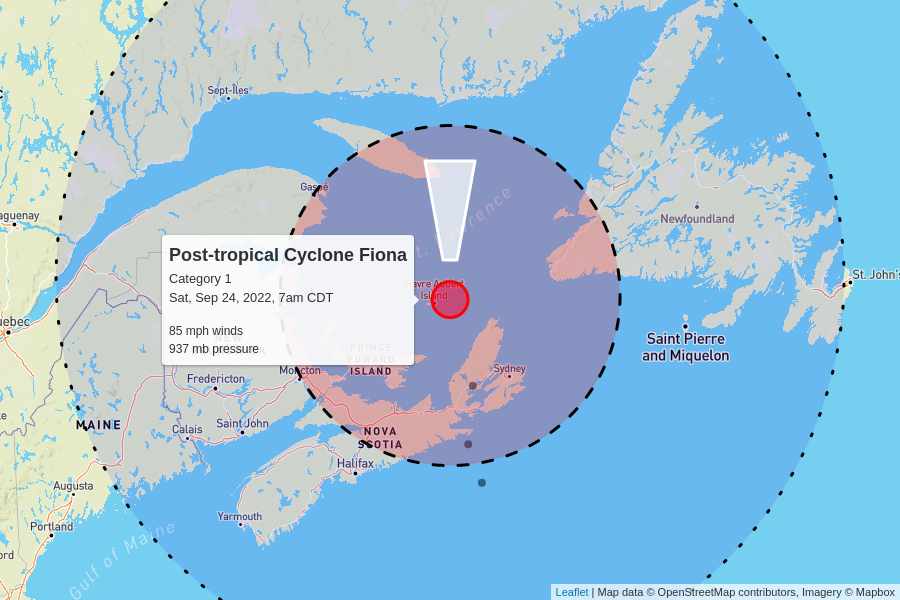 Sept-Îles
Gaspé
aguenay
Newfoundland
St. John's
Post-tropical Cyclone Fiona
Category 1
Sat, Sep 24, 2022, 7am CDT
85 mph winds
937 mb pressure
Island
uebec
Saint Pierre
and Miquelon
PRINCE
EDWARD
ISLAND
NEW
Sydney
Moncton
Fredericton
MAINE
Calais
Saint John
NOVA
SCOTIA
Halifax
Augusta
Yarmouth
Portland
Gulf of Maine
ord
Leaflet | Map data © OpenStreetMap contributors, Imagery © Mapbox